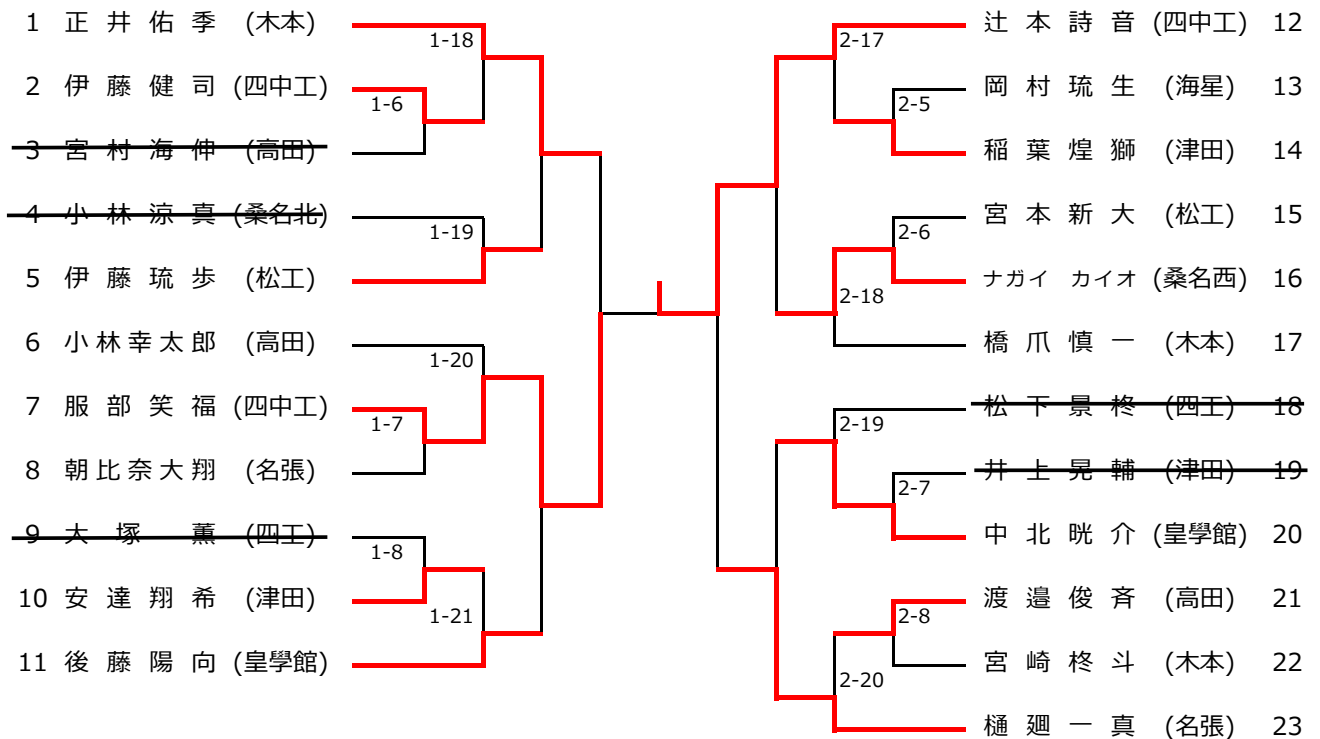 1 正井佑季 (木本)
1-18
2 伊藤健司 (四中工)
1-6
3 宮村海伸 (高田)
4 小林涼真 (桑名北)
1-19
5 伊藤琉歩 (松工)
6 小林幸太郎 (高田)
1-20
7 服部笑福 (四中工)
1-7
8 朝比奈大翔 (名張)
9 大塚 薫 (四工)
1-8
10 安達翔希 (津田)
1-21
11 後藤陽向 (皇學館)
辻本詩音 (四中工) 12
2-17
岡村琉生 (海星) 13
2-5
稲葉煌獅 (津田) 14
宮本新大 (松工) 15
2-6
ナガイ カイオ (桑名西) 16
2-18
橋爪慎一 (木本) 17
松下景柊 (四工) 18
2-19
井上晃輔 (津田) 19
2-7
中北晄介 (皇學館) 20
渡邉俊斉 (高田) 21
2-8
宮崎柊斗 (木本) 22
2-20
樋廻一真 (名張) 23